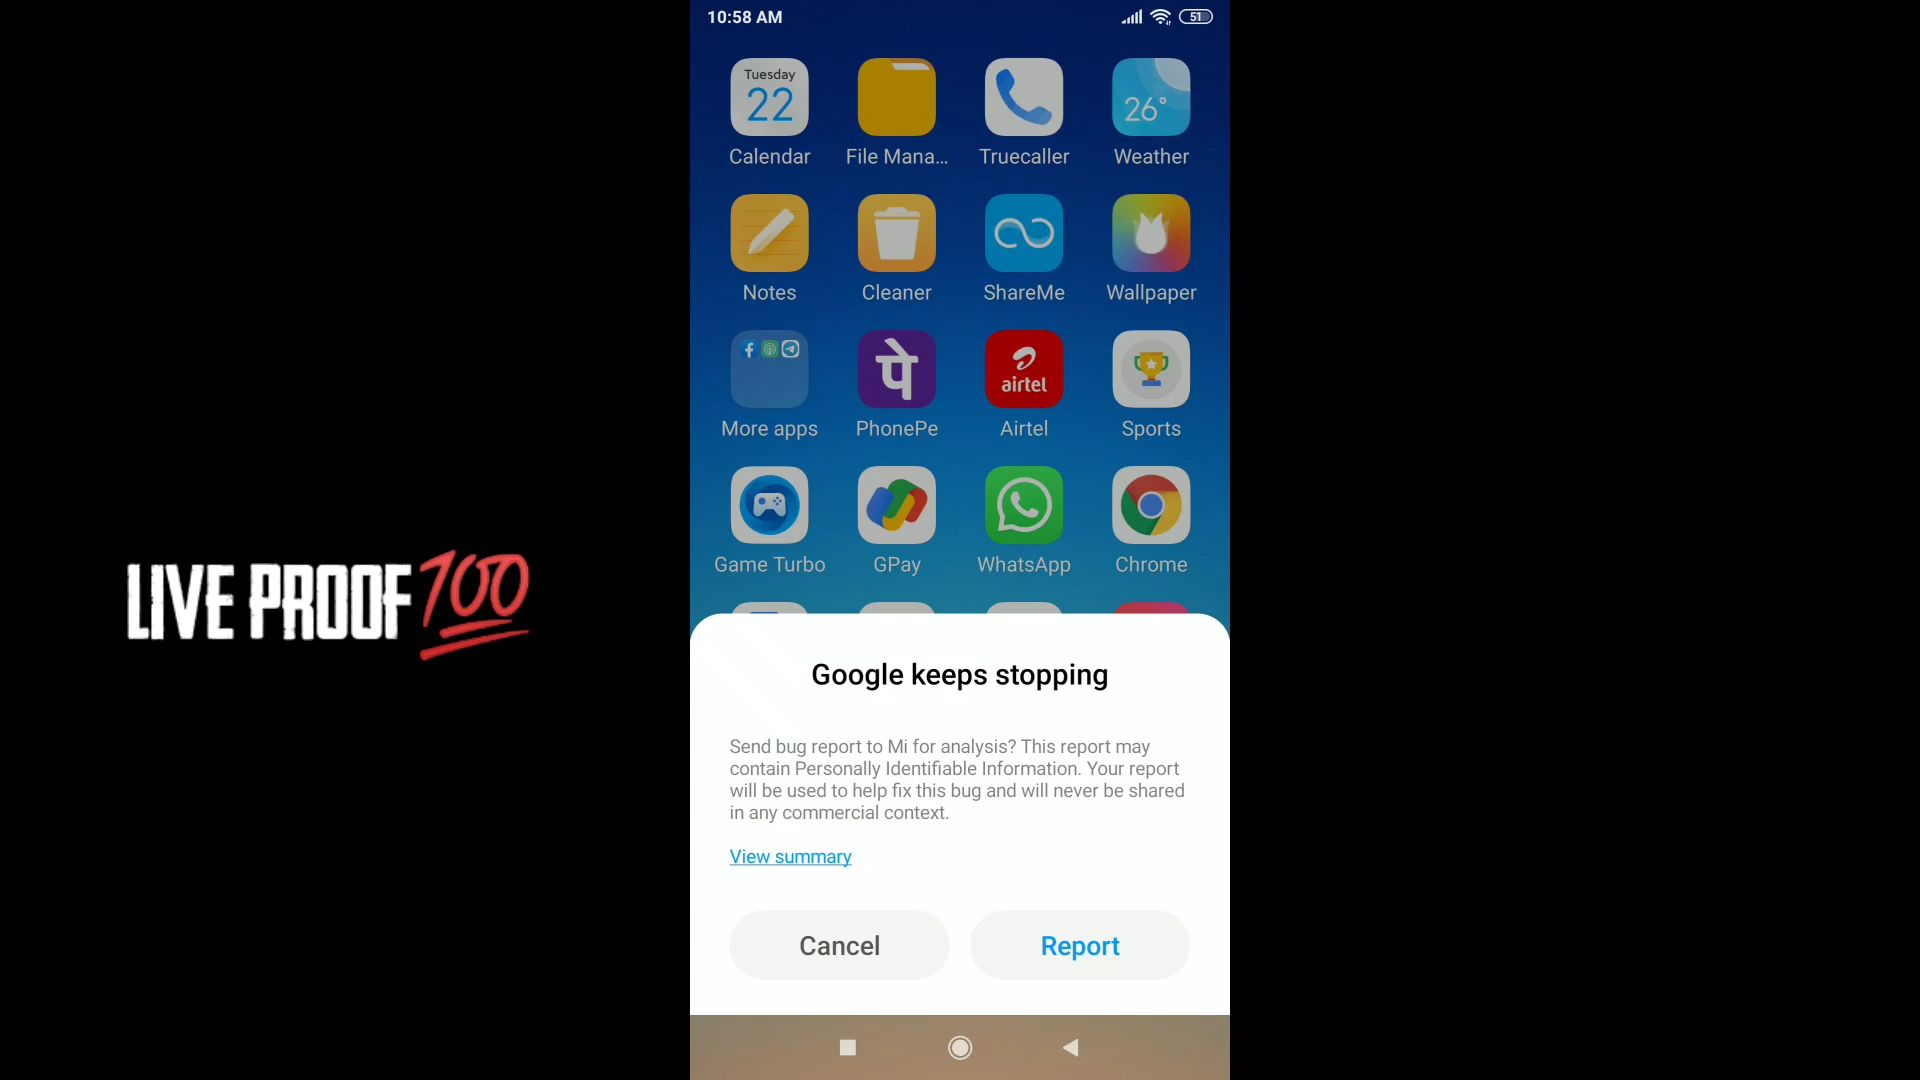 10:58 AM
51
Tuesday
22
26°
Calendar
File Mana...
Truecaller
Weather
Notes
Cleaner
ShareMe
Wallpaper
पे
airtel
More apps
PhonePe
Airtel
Sports
Game Turbo
GPay
WhatsApp
Chrome
LIVE PROOF 100
Google keeps stopping
Send bug report to Mi for analysis? This report may
contain Personally Identifiable Information. Your report
will be used to help fix this bug and will never be shared
in any commercial context.
View summary
Cancel
Report